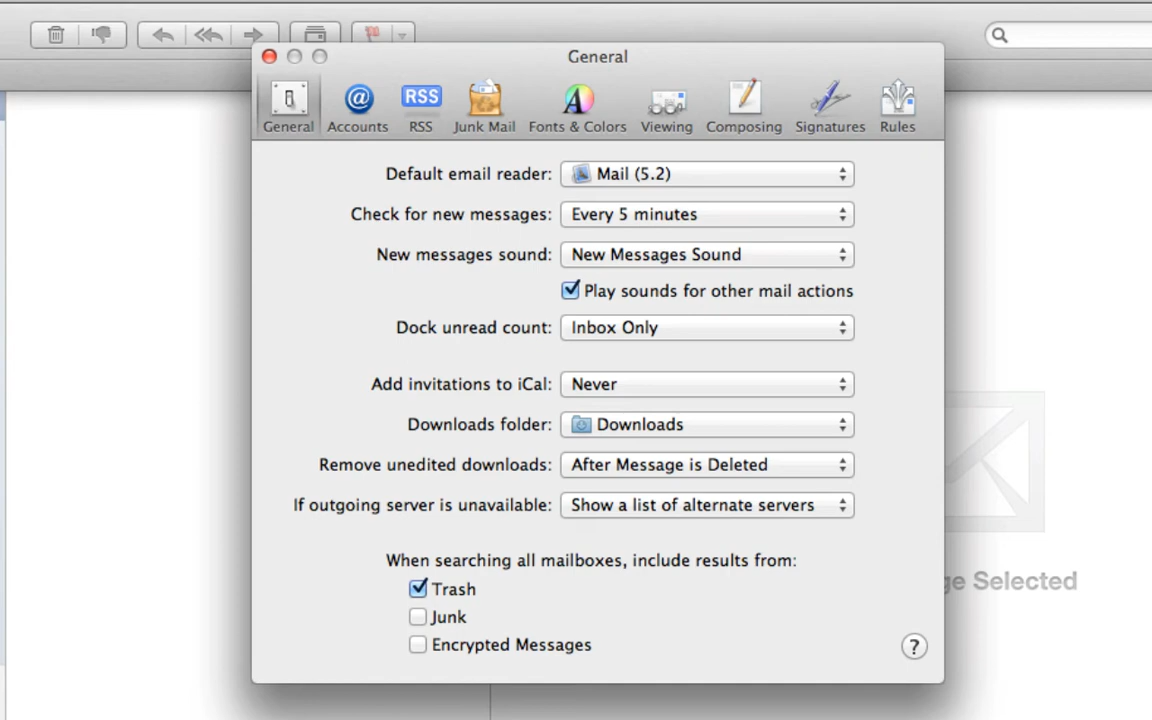 General
General Accounts RSS Junk Mail Fonts & Colors Viewing Composing Signatures Rules
RSS
Default email reader: Mail (5.2)
Check for new messages: Every 5 minutes
New messages sound: New Messages Sound
Play sounds for other mail actions
Dock unread count: Inbox Only
Add invitations to iCal: Never
Downloads folder: Downloads
Remove unedited downloads: After Message is Deleted
If outgoing server is unavailable: Show a list of alternate servers
When searching all mailboxes, include results from:
Trash
ge Selected
Junk
Encrypted Messages
?